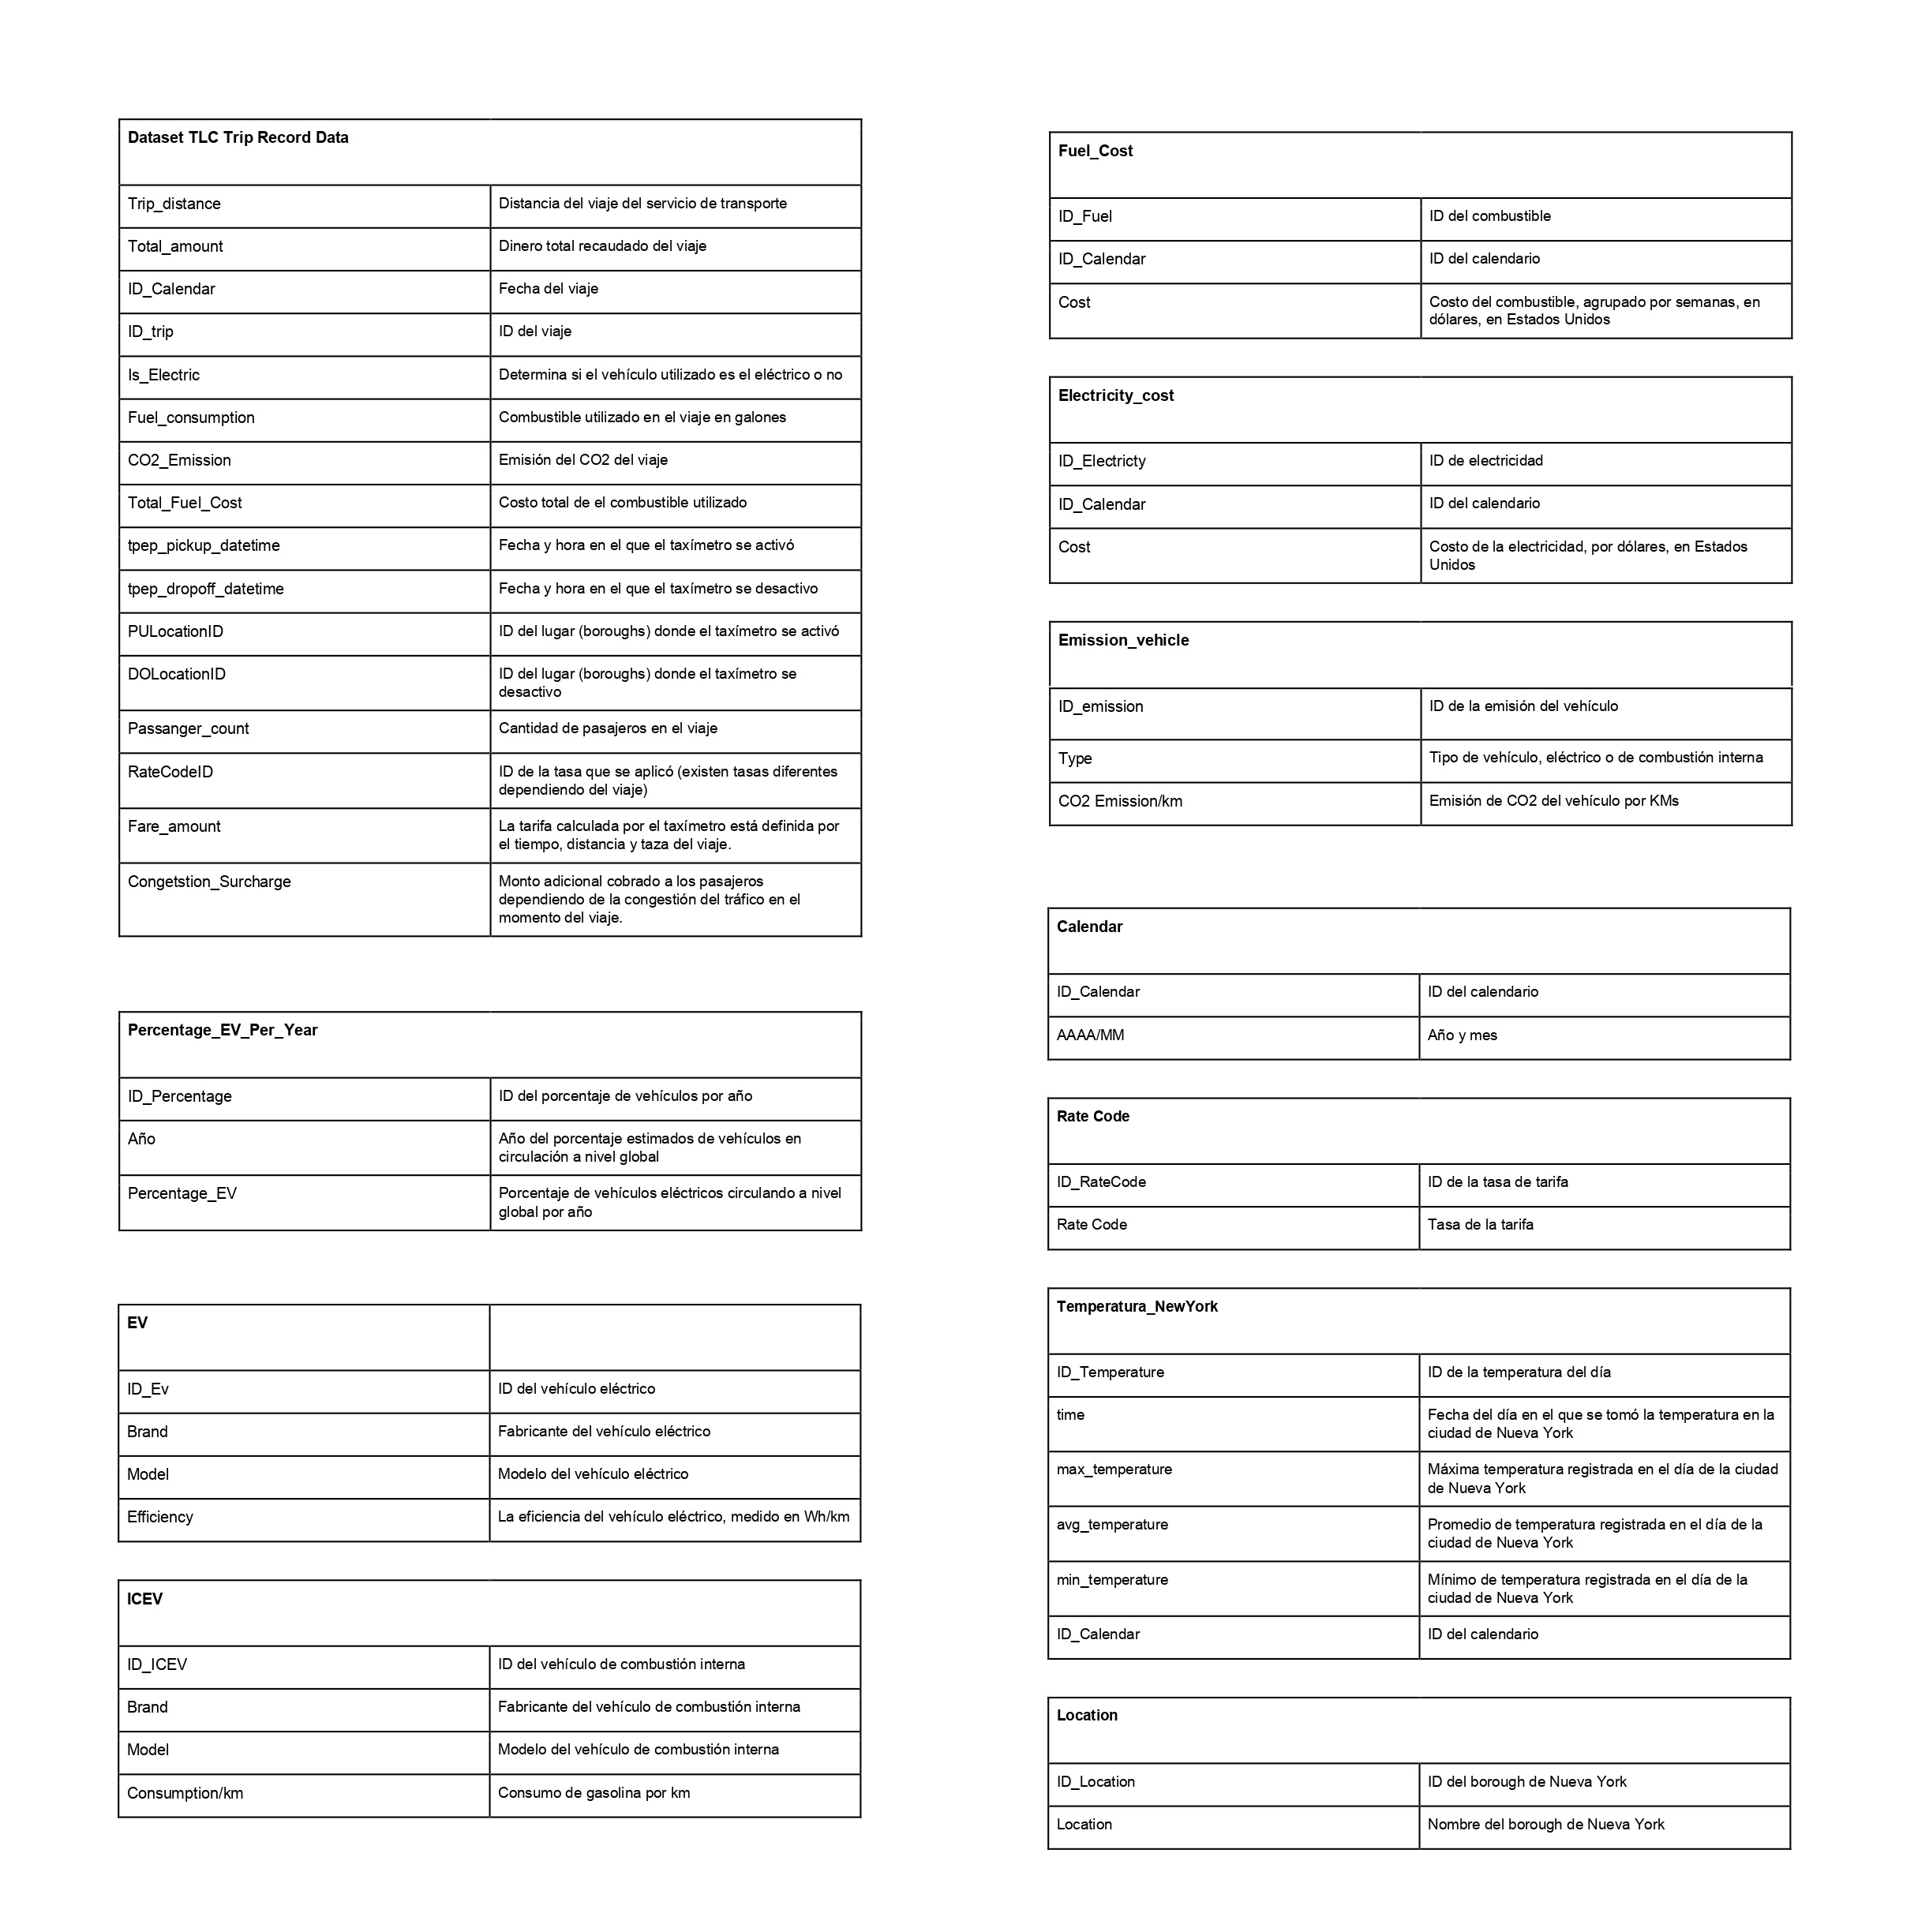 Dataset TLC Trip Record Data
Trip_distance
Distancia del viaje del servicio de transporte
Total_amount
Dinero total recaudado del viaje
ID_Calendar
Fecha del viaje
ID_trip
ID del viaje
Is_Electric
Determina si el vehículo utilizado es el eléctrico o no
Fuel_consumption
Combustible utilizado en el viaje en galones
CO2_Emission
Emisión del CO2 del viaje
Total_Fuel_Cost
Costo total de el combustible utilizado
tpep_pickup_datetime
Fecha y hora en el que el taxímetro se activó
tpep_dropoff_datetime
Fecha y hora en el que el taxímetro se desactivo
PULocationID
ID del lugar (boroughs) donde el taxímetro se activó
DOLocationID
ID del lugar (boroughs) donde el taxímetro se
desactivo
Passanger_count
Cantidad de pasajeros en el viaje
RateCodeID
ID de la tasa que se aplicó (existen tasas diferentes
dependiendo del viaje)
Fare_amount
La tarifa calculada por el taxímetro está definida por
el tiempo, distancia y taza del viaje.
Congetstion_Surcharge
Monto adicional cobrado a los pasajeros
dependiendo de la congestión del tráfico en el
momento del viaje.
Percentage_EV_Per_Year
ID_Percentage
ID del porcentaje de vehículos por año
Año
Año del porcentaje estimados de vehículos en
circulación a nivel global
Percentage_EV
Porcentaje de vehículos eléctricos circulando a nivel
global por año
EV
ID_Ev
ID del vehículo eléctrico
Brand
Fabricante del vehículo eléctrico
Model
Modelo del vehículo eléctrico
Efficiency
La eficiencia del vehículo eléctrico, medido en Wh/km
ICEV
ID_ICEV
ID del vehículo de combustión interna
Brand
Fabricante del vehículo de combustión interna
Model
Modelo del vehículo de combustión interna
Consumption/km
Consumo de gasolina por km
Fuel_Cost
ID_Fuel
ID del combustible
ID_Calendar
ID del calendario
Cost
Costo del combustible, agrupado por semanas, en
dólares, en Estados Unidos
Electricity_cost
ID_Electricty
ID de electricidad
ID_Calendar
ID del calendario
Cost
Costo de la electricidad, por dólares, en Estados
Unidos
Emission_vehicle
ID_emission
ID de la emisión del vehículo
Type
Tipo de vehículo, eléctrico o de combustión interna
CO2 Emission/km
Emisión de CO2 del vehículo por KMs
Calendar
ID_Calendar
ID del calendario
AAAA/MM
Año y mes
Rate Code
ID_RateCode
ID de la tasa de tarifa
Rate Code
Tasa de la tarifa
Temperatura_NewYork
ID_Temperature
ID de la temperatura del día
time
Fecha del día en el que se tomó la temperatura en la
ciudad de Nueva York
max_temperature
Máxima temperatura registrada en el día de la ciudad
de Nueva York
avg_temperature
Promedio de temperatura registrada en el día de la
ciudad de Nueva York
min_temperature
Mínimo de temperatura registrada en el día de la
ciudad de Nueva York
ID_Calendar
ID del calendario
Location
ID_Location
ID del borough de Nueva York
Location
Nombre del borough de Nueva York